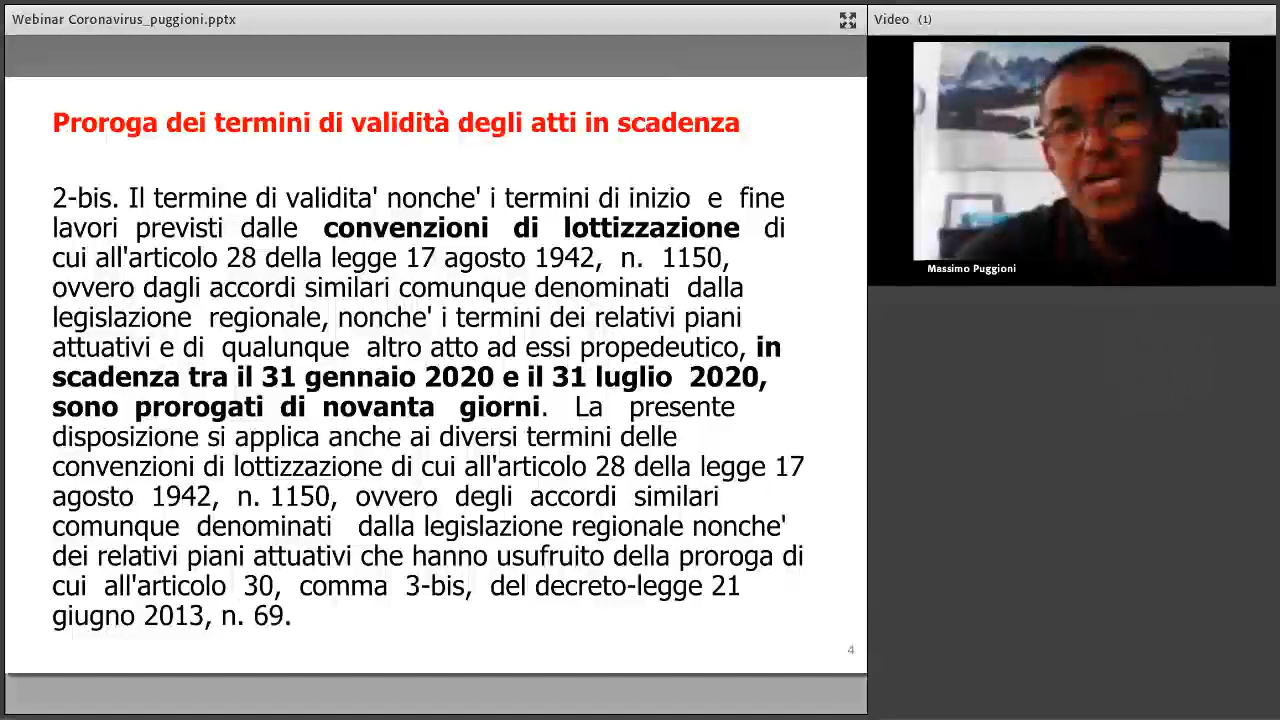 Webinar Coronavirus_puggioni.pptx
Video (1)
Proroga dei termini di validità degli atti in scadenza
2-bis. Il termine di validita' nonche' i termini di inizio e fine
lavori previsti dalle convenzioni di lottizzazione di
cui all'articolo 28 della legge 17 agosto 1942, n. 1150,
ovvero dagli accordi similari comunque denominati dalla
legislazione regionale, nonche' i termini dei relativi piani
attuativi e di qualunque altro atto ad essi propedeutico, in
scadenza tra il 31 gennaio 2020 e il 31 luglio 2020,
sono prorogati di novanta giorni. La presente
disposizione si applica anche ai diversi termini delle
convenzioni di lottizzazione di cui all'articolo 28 della legge 17
agosto 1942, n. 1150, ovvero degli accordi similari
comunque denominati dalla legislazione regionale nonche'
dei relativi piani attuativi che hanno usufruito della proroga di
cui all'articolo 30, comma 3-bis, del decreto-legge 21
giugno 2013, n. 69.
4
Massimo Puggioni